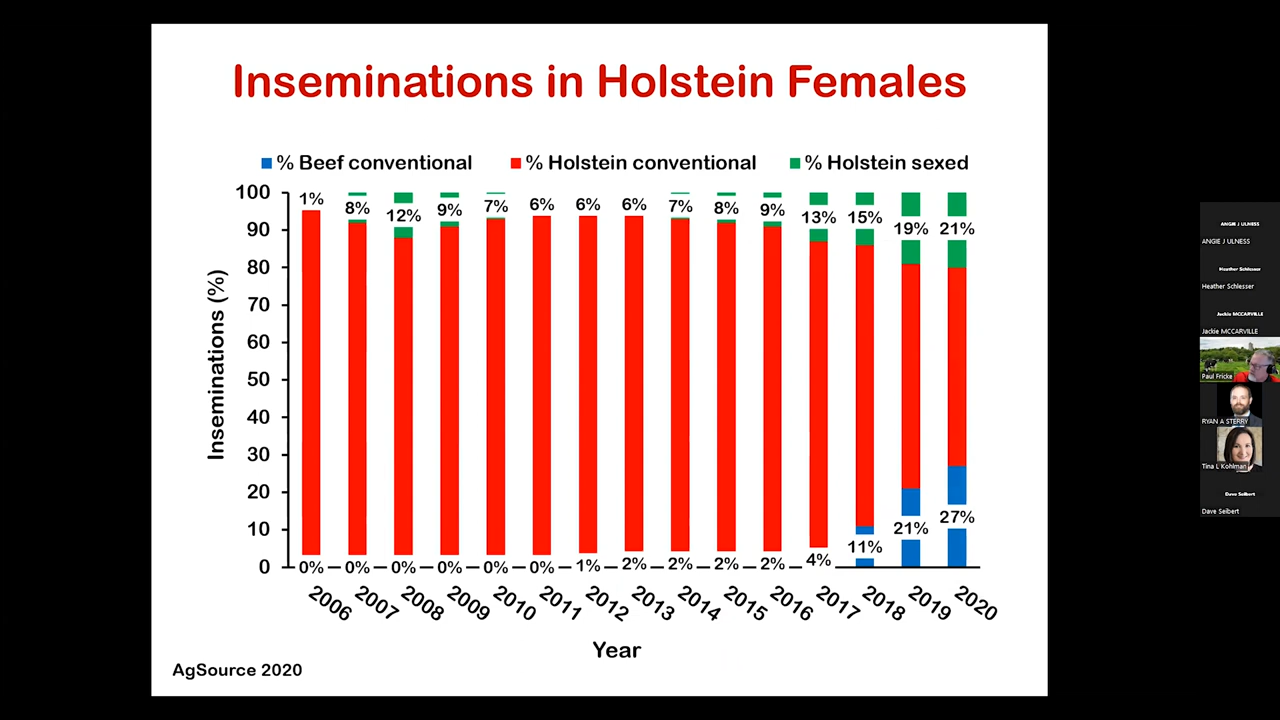 Inseminations in Holstein Females
% Beef conventional % Holstein conventional % Holstein sexed
100
90
80
70
60
50
40
30
20
10
0
Inseminations (%)
1% 8% 12% 9% 7% 6% 6% 6% 7% 8% 9% 13% 15% 19% 21%
0% 0% 0% 0% 0% 0% 1% 2% 2% 2% 2% 4% 11% 21% 27%
2006 2007 2008 2009 2010 2011 2012 2013 2014 2015 2016 2017 2018 2019 2020
Year
AgSource 2020
ANGIE J ULNESS
ANGIE J ULNESS
Heather Schlesser
Heather Schlesser
Jackie MCCARVILLE
Jackie MCCARVILLE
Paul Fricke
RYAN A STERRY
Tina L Kohlman
Dave Seibert
Dave Seibert